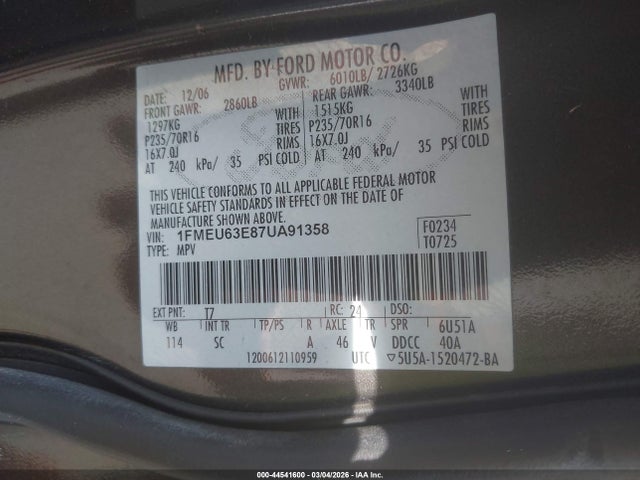 MFD. BY FORD MOTOR CO.
DATE: 12/06 GVWR: 6010LB/ 2726KG
FRONT GAWR: 2860LB REAR GAWR: 3340LB
1297KG WITH 1515KG WITH
P235/70R16 TIRES P235/70R16 TIRES
16X7.0J RIMS 16X7.0J RIMS
AT 240 kPa/ 35 PSI COLD AT 240 kPa/ 35 PSI COLD
THIS VEHICLE CONFORMS TO ALL APPLICABLE FEDERAL MOTOR
VEHICLE SAFETY STANDARDS IN EFFECT ON THE DATE OF
MANUFACTURE SHOWN ABOVE.
VIN: 1FMEU63E87UA91358 F0234
TYPE: MPV T0725
EXT PNT: T7 RC: 24 DSO:
WB INT TR TP/PS R AXLE TR SPR 6U51A
114 SC A 46 V DDCC 40A
1200612110959 UTC ▽5U5A-1520472-BA
000-44541600 - 03/04/2026 - IAA Inc.